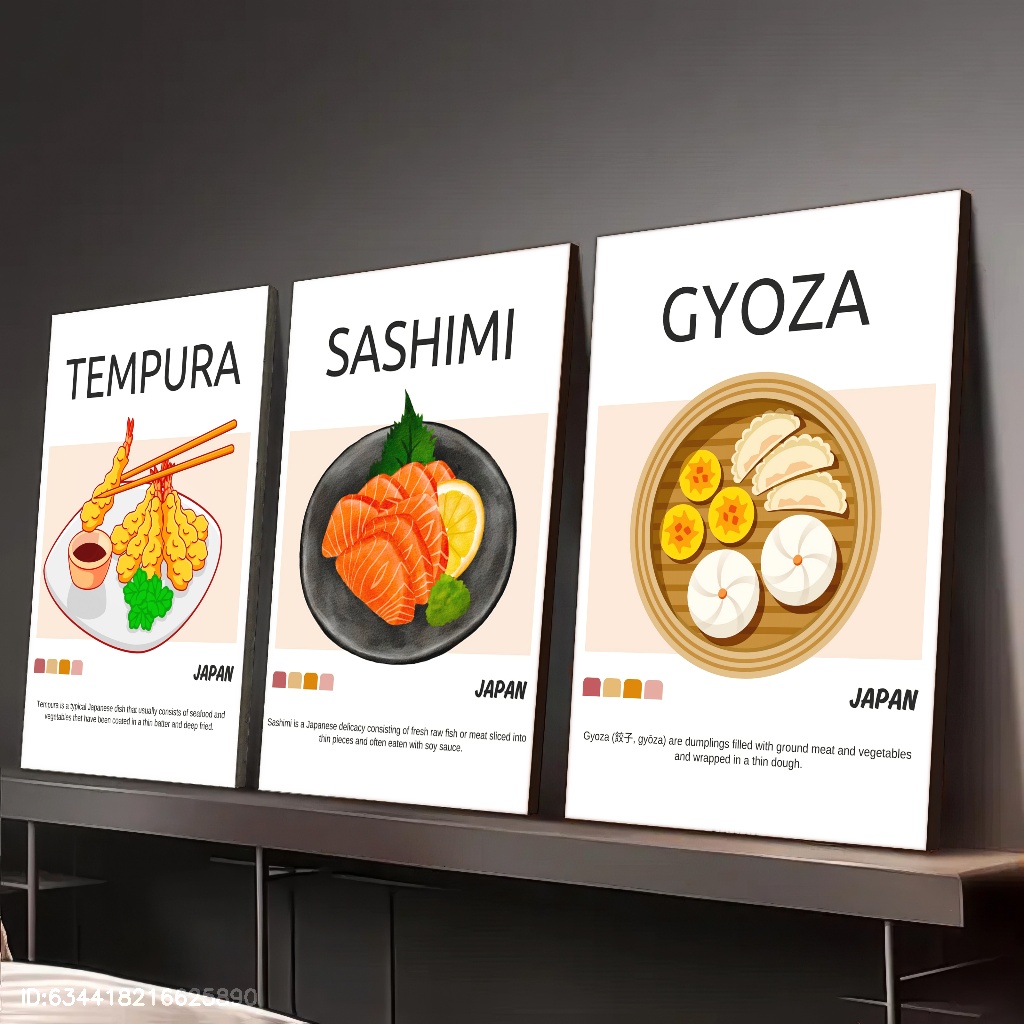 TEMPURA
JAPAN
Tempura is a typical Japanese dish that usually consists of seafood and
vegetables that have been coated in a thin batter and deep fried.
SASHIMI
JAPAN
Sashimi is a Japanese delicacy consisting of fresh raw fish or meat sliced into
thin pieces and often eaten with soy sauce.
GYOZA
JAPAN
Gyoza (餃子, gyōza) are dumplings filled with ground meat and vegetables
and wrapped in a thin dough.
iD:634418216625890